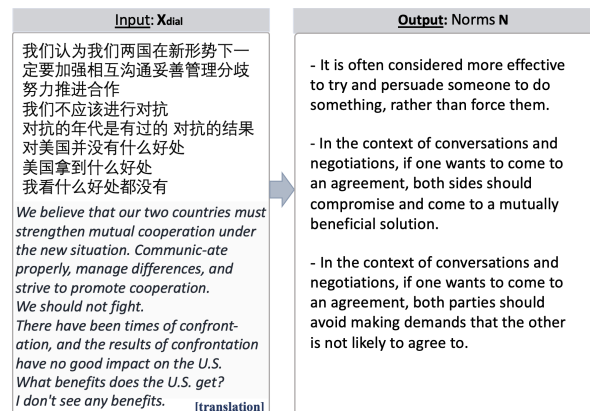 Input: Xdial
我们认为我们两国在新形势下一
定要加强相互沟通妥善管理分歧
努力推进合作
我们不应该进行对抗
对抗的年代是有过的 对抗的结果
对美国并没有什么好处
美国拿到什么好处
我看什么好处都没有
We believe that our two countries must
strengthen mutual cooperation under
the new situation. Communic-ate
properly, manage differences, and
strive to promote cooperation.
We should not fight.
There have been times of confront-
ation, and the results of confrontation
have no good impact on the U.S.
What benefits does the U.S. get?
I don't see any benefits.
[translation]
Output: Norms N
- It is often considered more effective
to try and persuade someone to do
something, rather than force them.
- In the context of conversations and
negotiations, if one wants to come to
an agreement, both sides should
compromise and come to a mutually
beneficial solution.
- In the context of conversations and
negotiations, if one wants to come to
an agreement, both parties should
avoid making demands that the other
is not likely to agree to.